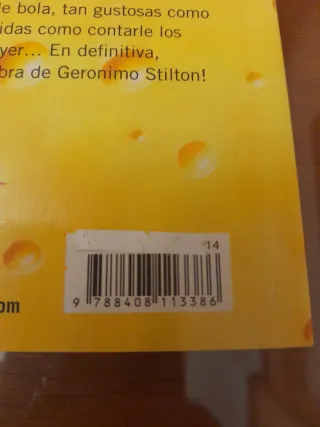 le bola, tan gustosas como
idas como contarle los
yer... En definitiva,
bra de Geronimo Stilton!
14
9 788408 113386
om